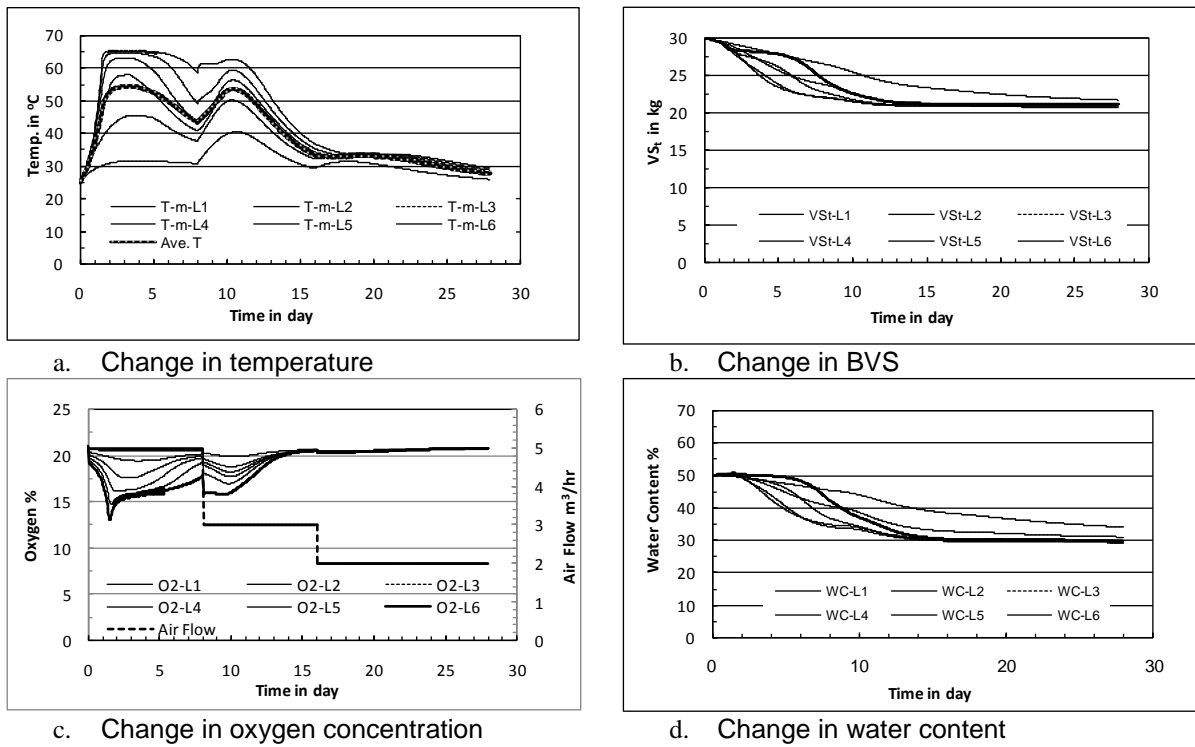 70
60
50
40
30
20
10
0
Temp. in ᵒC
T-m-L1 T-m-L2 T-m-L3
T-m-L4 T-m-L5 T-m-L6
Ave. T
0 5 10 15 20 25 30
Time in day
a. Change in temperature
30
25
20
15
10
5
0
VSₜ in kg
VSt-L1 VSt-L2 VSt-L3
VSt-L4 VSt-L5 VSt-L6
0 5 10 15 20 25 30
Time in day
b. Change in BVS
25
20
15
10
5
0
Oxygen %
6
5
4
3
2
1
0
Air Flow m³/hr
O2-L1 O2-L2 O2-L3
O2-L4 O2-L5 O2-L6
Air Flow
0 5 10 15 20 25 30
Time in day
c. Change in oxygen concentration
70
60
50
40
30
20
10
0
Water Content %
WC-L1 WC-L2 WC-L3
WC-L4 WC-L5 WC-L6
0 10 20 30
Time in day
d. Change in water content